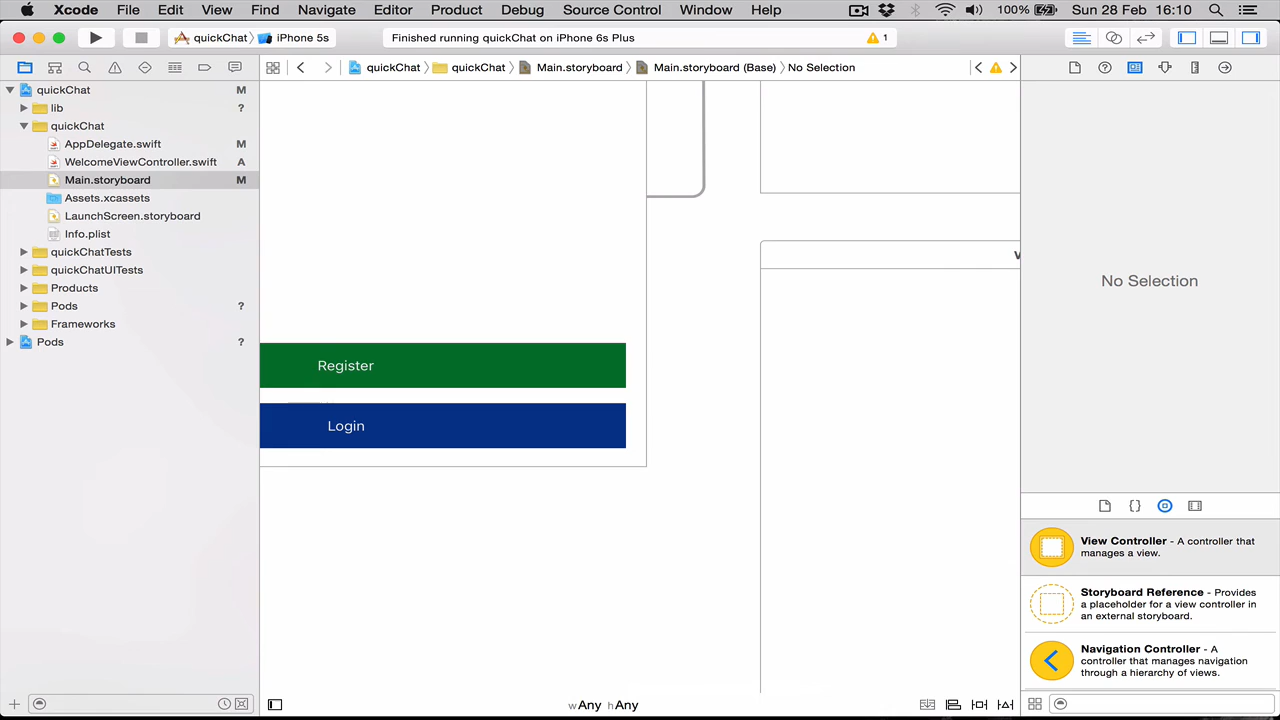 Xcode File Edit View Find Navigate Editor Product Debug Source Control Window Help 100% Sun 28 Feb 16:10
quickChat iPhone 5s Finished running quickChat on iPhone 6s Plus 1
quickChat quickChat Main.storyboard Main.storyboard (Base) No Selection
quickChat M
lib ?
quickChat
AppDelegate.swift M
WelcomeViewController.swift A
Main.storyboard M
Assets.xcassets
LaunchScreen.storyboard
Info.plist
quickChatTests
quickChatUITests
Products
Pods ?
Frameworks
Pods ?
Register
Login
No Selection
View Controller - A controller that
manages a view.
Storyboard Reference - Provides
a placeholder for a view controller in
an external storyboard.
Navigation Controller - A
controller that manages navigation
through a hierarchy of views.
wAny hAny